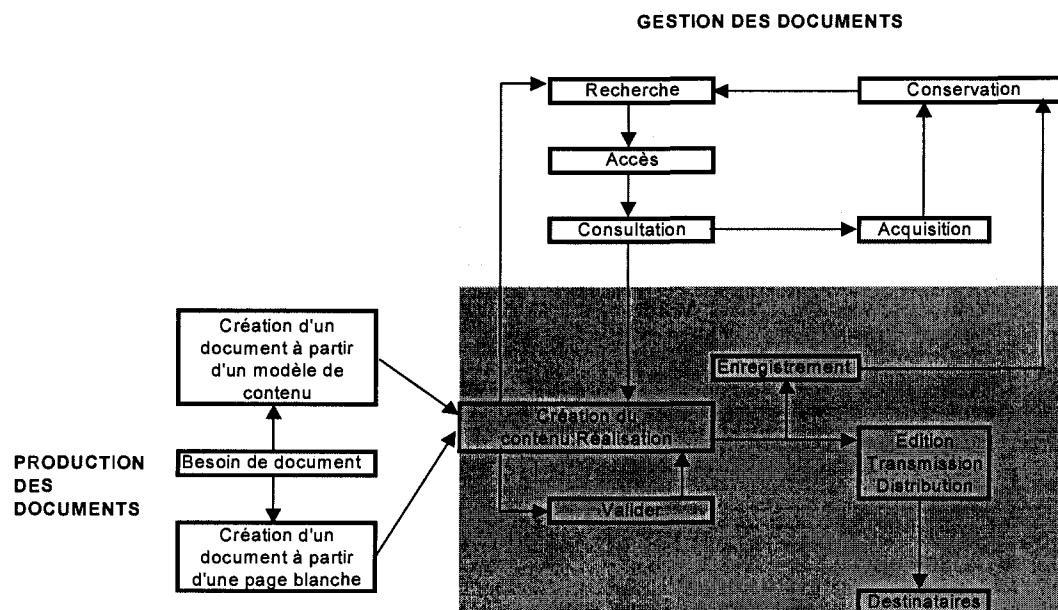 GESTION DES DOCUMENTS
Recherche
Conservation
Accès
Consultation
Acquisition
Création d'un
document à partir
d'un modèle de
contenu
Enregistrement
Création du
contenu:Réalisation
Edition
Transmission
Distribution
PRODUCTION
DES
DOCUMENTS
Besoin de document
Valider
Création d'un
document à partir
d'une page blanche
Destinataires